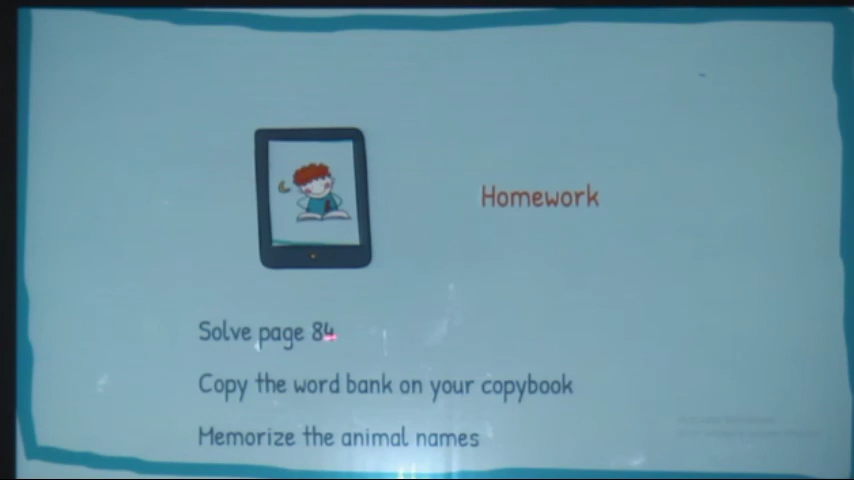 Homework
Solve page 84
Copy the word bank on your copybook
Memorize the animal names